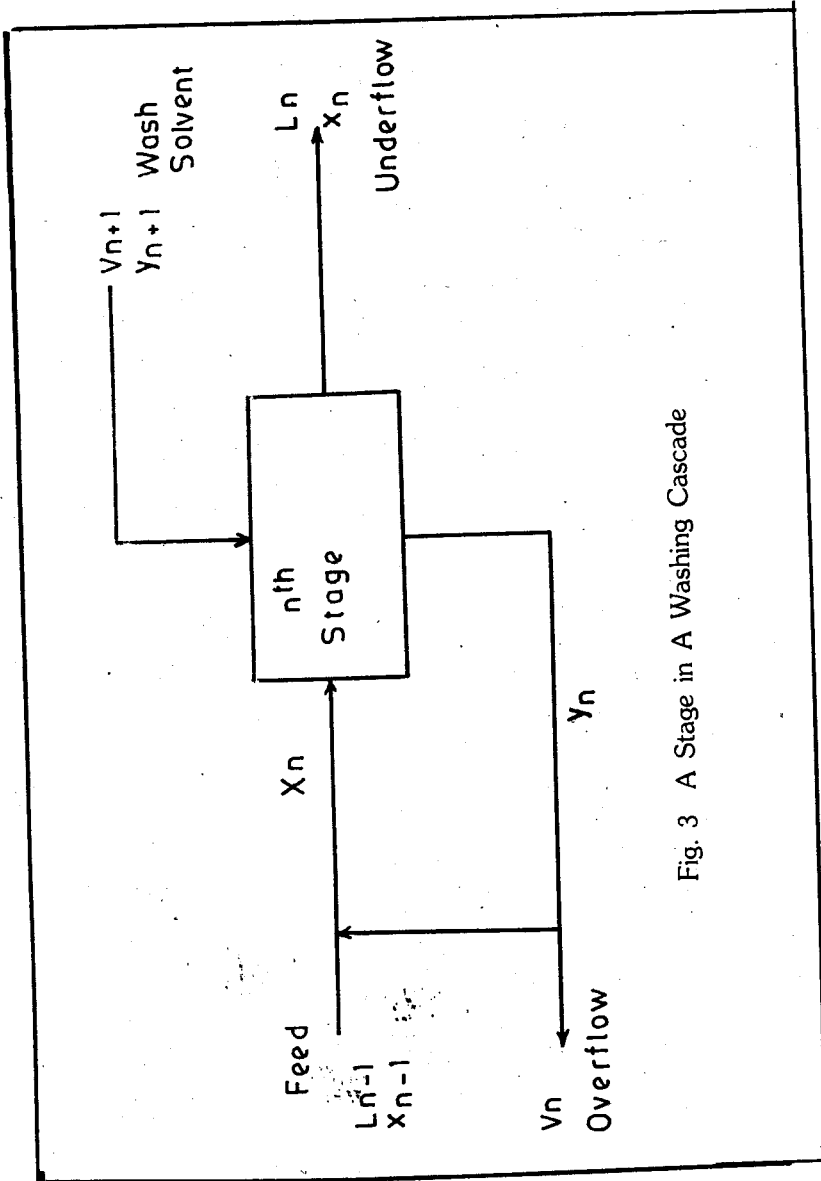 Vn+1
Yn+1
Wash
Solvent
Ln
xn
Underflow
nth
Stage
Xn
Feed
Ln-1
Xn-1
yn
Vn
Overflow
Fig. 3 A Stage in A Washing Cascade